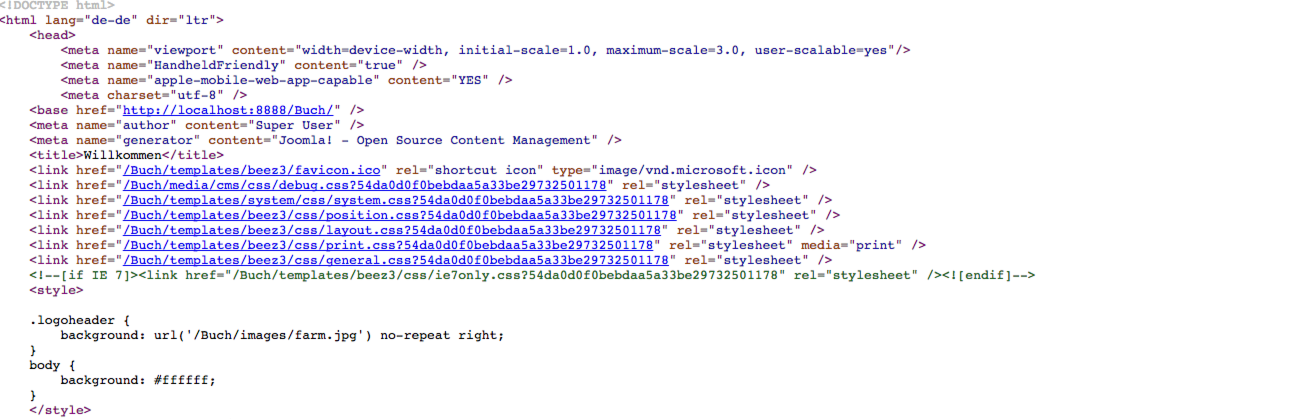 <!DOCTYPE html>
<html lang="de-de" dir="ltr">
<head>
<meta name="viewport" content="width=device-width, initial-scale=1.0, maximum-scale=3.0, user-scalable=yes"/>
<meta name="HandheldFriendly" content="true" />
<meta name="apple-mobile-web-app-capable" content="YES" />
<meta charset="utf-8" />
<base href="http://localhost:8888/Buch/" />
<meta name="author" content="Super User" />
<meta name="generator" content="Joomla! - Open Source Content Management" />
<title>Willkommen</title>
<link href="/Buch/templates/beez3/favicon.ico" rel="shortcut icon" type="image/vnd.microsoft.icon" />
<link href="/Buch/media/cms/css/debug.css?54da0d0f0bebdaa5a33be29732501178" rel="stylesheet" />
<link href="/Buch/templates/system/css/system.css?54da0d0f0bebdaa5a33be29732501178" rel="stylesheet" />
<link href="/Buch/templates/beez3/css/position.css?54da0d0f0bebdaa5a33be29732501178" rel="stylesheet" />
<link href="/Buch/templates/beez3/css/layout.css?54da0d0f0bebdaa5a33be29732501178" rel="stylesheet" />
<link href="/Buch/templates/beez3/css/print.css?54da0d0f0bebdaa5a33be29732501178" rel="stylesheet" media="print" />
<link href="/Buch/templates/beez3/css/general.css?54da0d0f0bebdaa5a33be29732501178" rel="stylesheet" />
<!--[if IE 7]><link href="/Buch/templates/beez3/css/ie7only.css?54da0d0f0bebdaa5a33be29732501178" rel="stylesheet" /><![endif]-->
<style>
.logoheader {
background: url('/Buch/images/farm.jpg') no-repeat right;
}
body {
background: #ffffff;
}
</style>